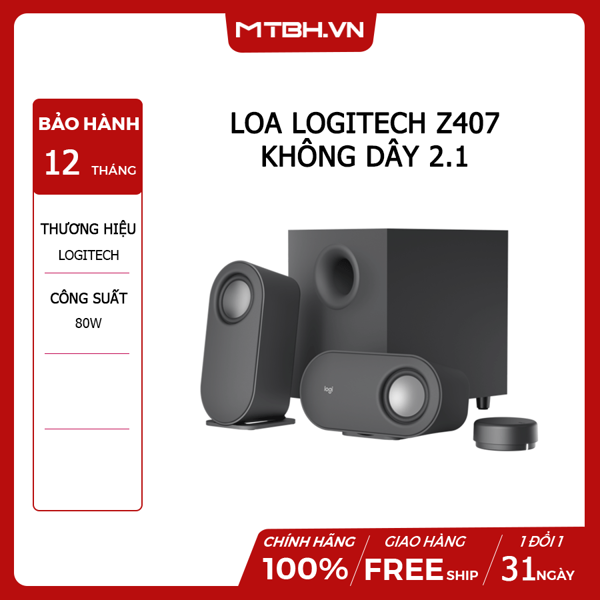 MTBH.VN
LOA LOGITECH Z407
KHÔNG DÂY 2.1
BẢO HÀNH
12 THÁNG
THƯƠNG HIỆU
LOGITECH
CÔNG SUẤT
80W
logi
CHÍNH HÃNG
100%
GIAO HÀNG
FREE SHIP
1 ĐỔI 1
31 NGÀY